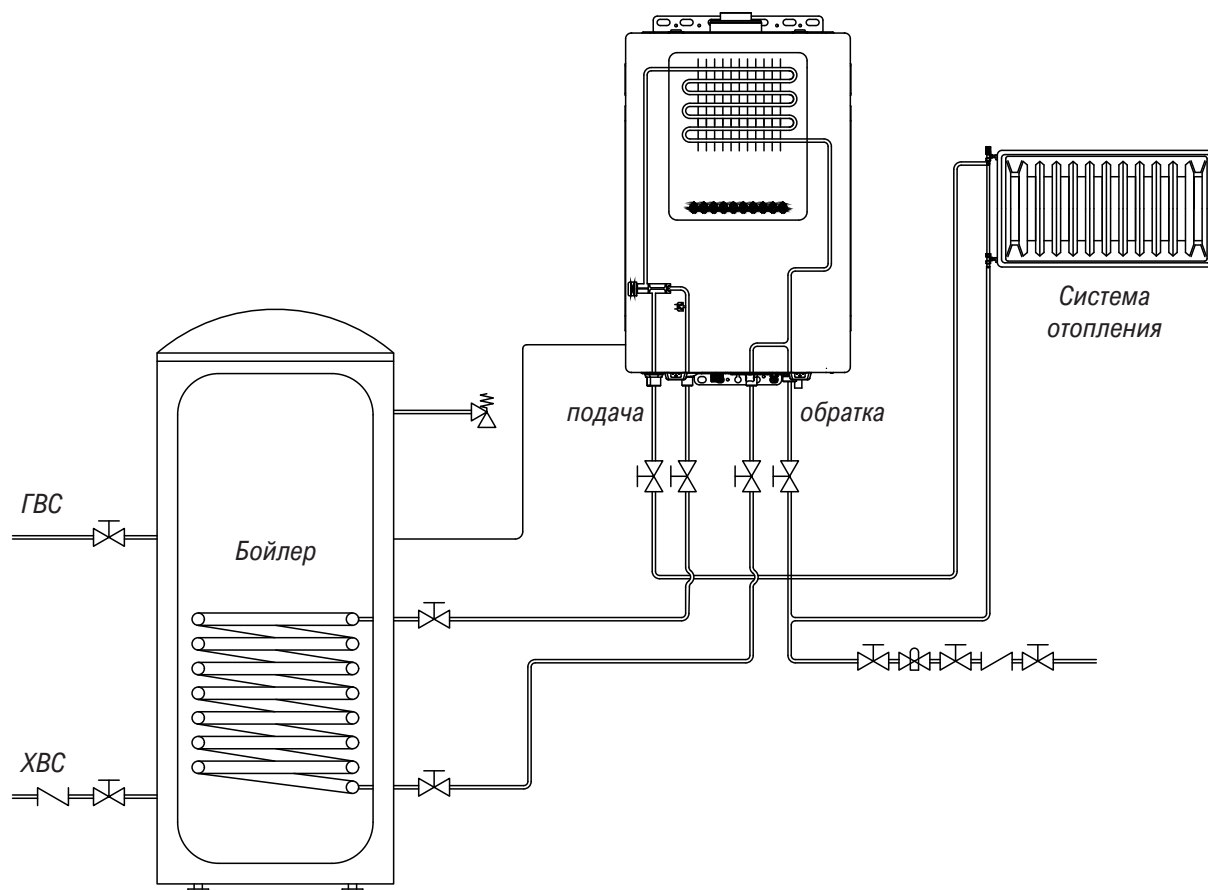 Система
отопления
подача
обратка
ГВС
Бойлер
ХВС